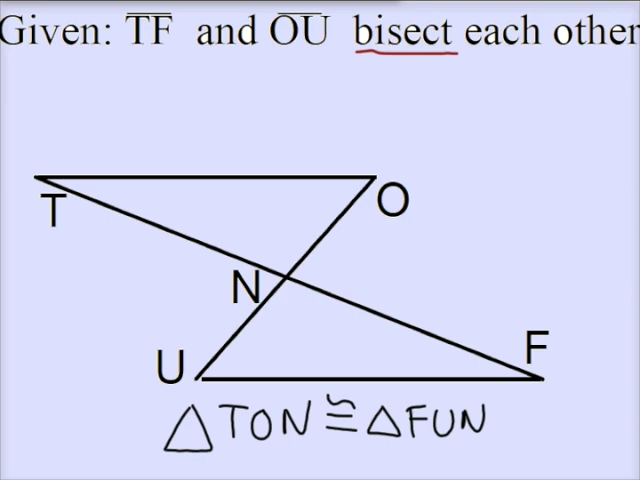 Given: TF and OU bisect each other
T
O
N
U
F
△TON ≅ △FUN